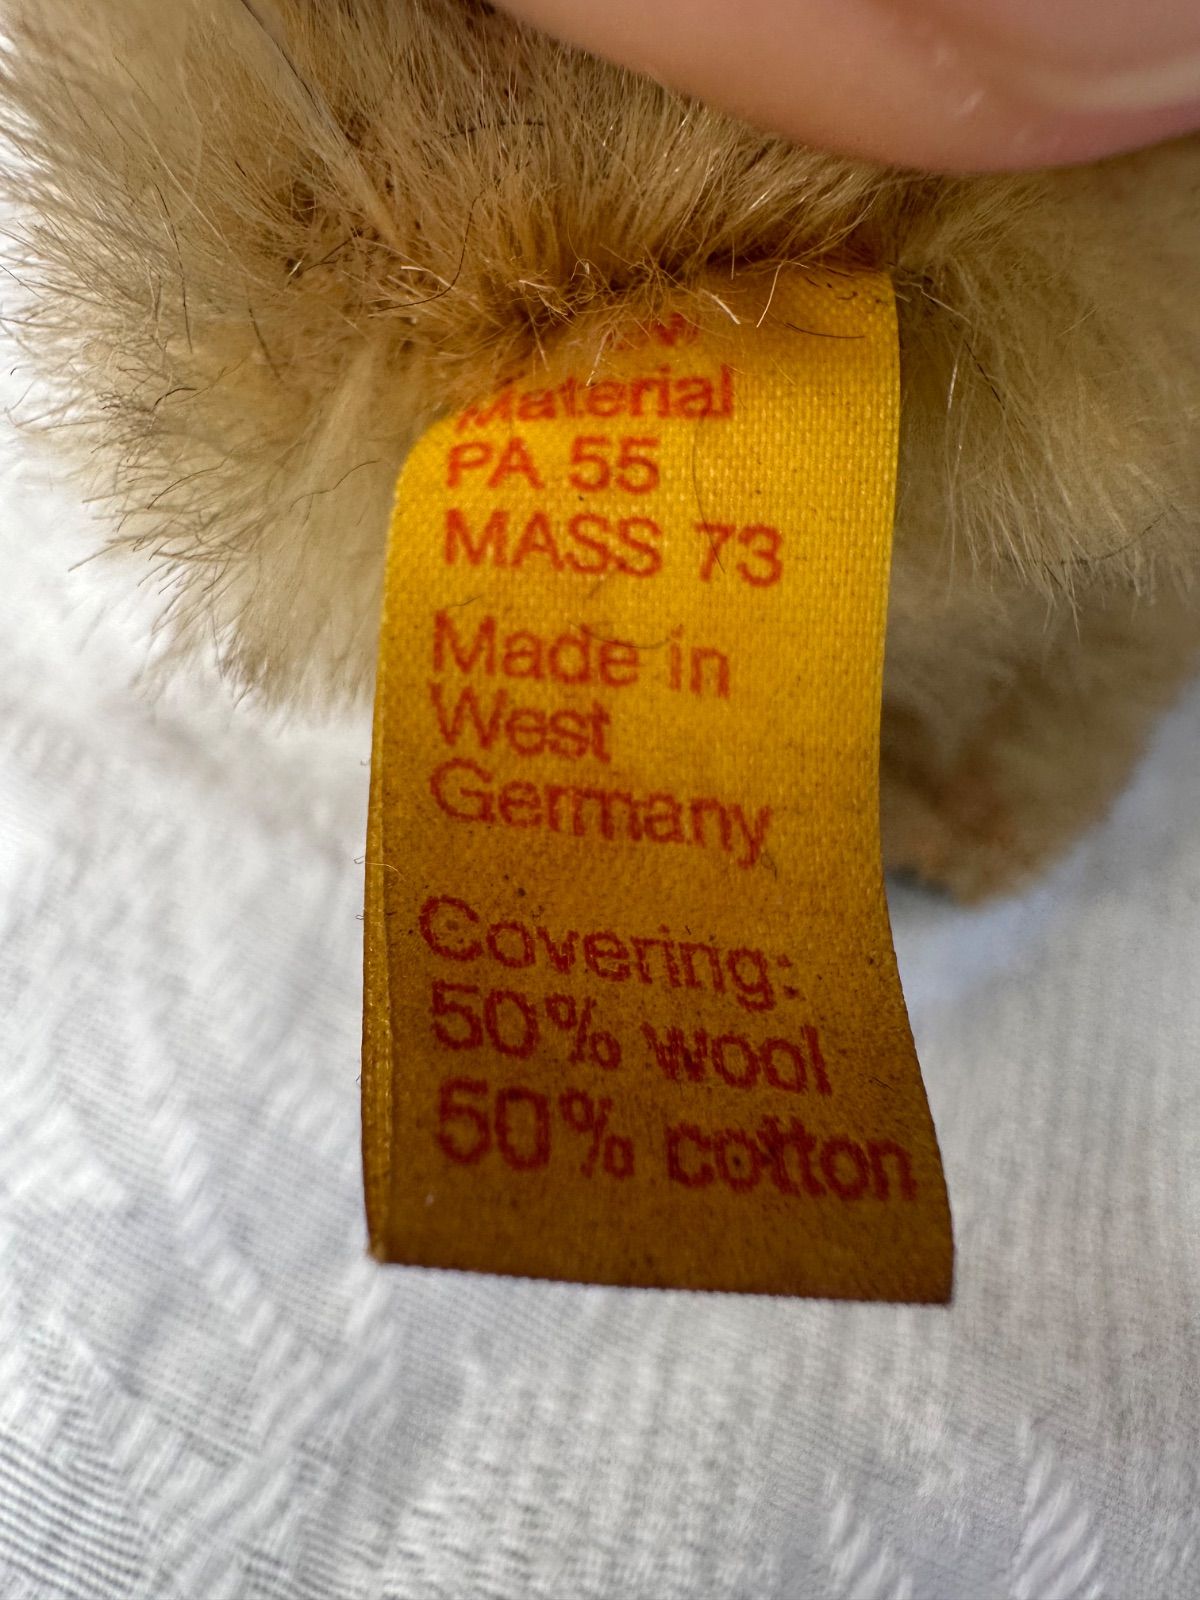 Material
PA 55
MASS 73
Made in
West
Germany
Covering:
50% wool
50% cotton